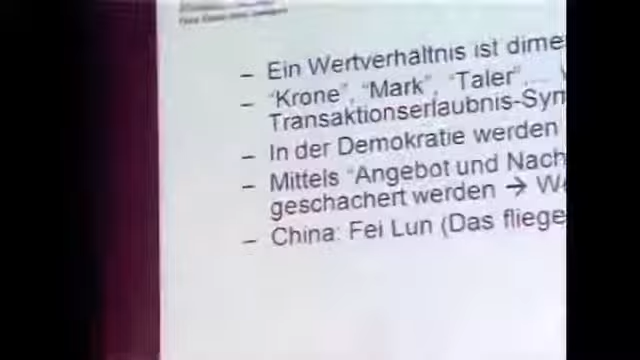 – Ein Wertverhältnis ist dime
– "Krone", "Mark", "Taler"...
Transaktionserlaubnis-Sym
– In der Demokratie werden
– Mittels "Angebot und Nach
geschachert werden → We
– China: Fei Lun (Das fliege